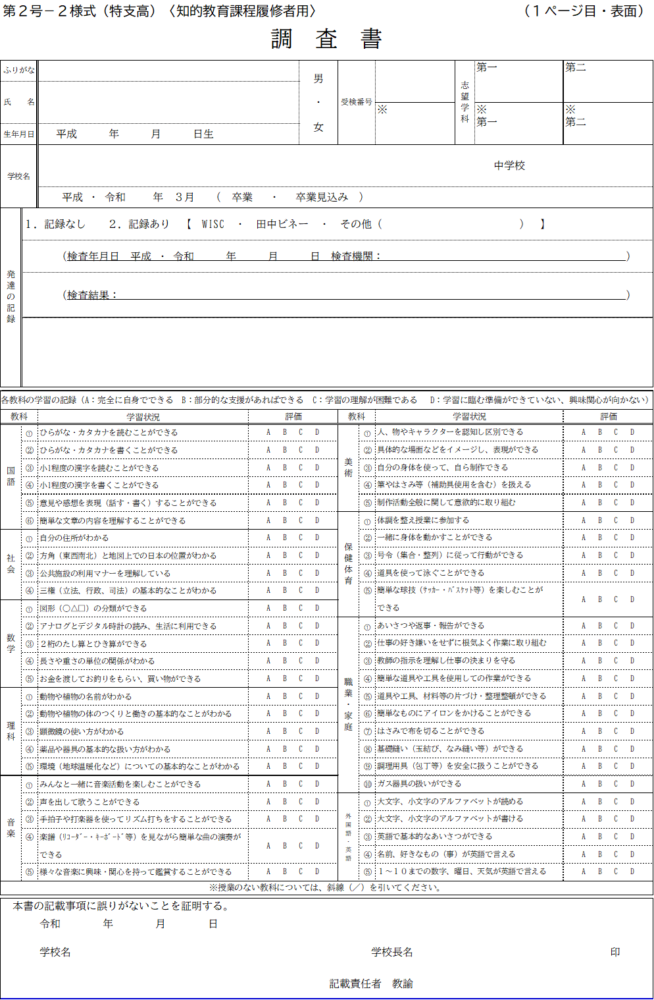 第２号－２様式（特支高）〈知的教育課程履修者用〉　（１ページ目・表面）
調　査　書
ふりがな
氏　名
生年月日　平成　　年　　月　　日生
男・女
受検番号
※
志望学科
第一　第二
※第一　※第二
学校名
中学校
平成 ・ 令和　　年　３月　（　卒業　・　卒業見込み　）
発達の記録
１．記録なし　２．記録あり　【　WISC　・　田中ビネー　・　その他（　　　）　】
（検査年月日　平成 ・ 令和　　年　　月　　日　検査機関：　　　）
（検査結果：　　　）
各教科の学習の記録（A：完全に自身でできる　B：部分的な支援があればできる　C：学習の理解が困難である　D：学習に臨む準備ができていない、興味関心が向かない）
教科　学習状況　評価　教科　学習状況　評価
国語
① ひらがな・カタカナを読むことができる　A　B　C　D
② ひらがな・カタカナを書くことができる　A　B　C　D
③ 小1程度の漢字を読むことができる　A　B　C　D
④ 小1程度の漢字を書くことができる　A　B　C　D
⑤ 意見や感想を表現（話す・書く）することができる　A　B　C　D
⑥ 簡単な文章の内容を理解することができる　A　B　C　D
社会
① 自分の住所がわかる　A　B　C　D
② 方角（東西南北）と地図上での日本の位置がわかる　A　B　C　D
③ 公共施設の利用マナーを理解している　A　B　C　D
④ 三権（立法、行政、司法）の基本的なことがわかる　A　B　C　D
数学
① 図形（○△□）の分類ができる　A　B　C　D
② アナログとデジタル時計の読み、生活に利用できる　A　B　C　D
③ ２桁のたし算とひき算ができる　A　B　C　D
④ 長さや重さの単位の関係がわかる　A　B　C　D
⑤ お金を渡してお釣りをもらい、買い物ができる　A　B　C　D
理科
① 動物や植物の名前がわかる　A　B　C　D
② 動物や植物の体のつくりと働きの基本的なことがわかる　A　B　C　D
③ 顕微鏡の使い方がわかる　A　B　C　D
④ 薬品や器具の基本的な扱い方がわかる　A　B　C　D
⑤ 環境（地球温暖化など）についての基本的なことがわかる　A　B　C　D
音楽
① みんなと一緒に音楽活動を楽しむことができる　A　B　C　D
② 声を出して歌うことができる　A　B　C　D
③ 手拍子や打楽器を使ってリズム打ちをすることができる　A　B　C　D
④ 楽譜（ﾘｺｰﾀﾞｰ・ｷｰﾎﾞｰﾄﾞ等）を見ながら簡単な曲の演奏が
できる　A　B　C　D
⑤ 様々な音楽に興味・関心を持って鑑賞することができる　A　B　C　D
美術
① 人、物やキャラクターを認知し区別できる　A　B　C　D
② 具体的な場面などをイメージし、表現ができる　A　B　C　D
③ 自分の身体を使って、自ら制作できる　A　B　C　D
④ 筆やはさみ等（補助具使用を含む）を扱える　A　B　C　D
⑤ 制作活動全般に関して意欲的に取り組む　A　B　C　D
保健体育
① 体調を整え授業に参加する　A　B　C　D
② 一緒に身体を動かすことができる　A　B　C　D
③ 号令（集合・整列）に従って行動ができる　A　B　C　D
④ 道具を使って泳ぐことができる　A　B　C　D
⑤ 簡単な球技（ｻｯｶｰ・ﾊﾞｽｹｯﾄ等）を楽しむことが
できる　A　B　C　D
職業・家庭
① あいさつや返事・報告ができる　A　B　C　D
② 仕事の好き嫌いをせずに根気よく作業に取り組む　A　B　C　D
③ 教師の指示を理解し仕事の決まりを守る　A　B　C　D
④ 簡単な道具や工具を使用しての作業ができる　A　B　C　D
⑤ 道具や工具、材料等の片づけ・整理整頓ができる　A　B　C　D
⑥ 簡単なものにアイロンをかけることができる　A　B　C　D
⑦ はさみで布を切ることができる　A　B　C　D
⑧ 基礎縫い（玉結び、なみ縫い等）ができる　A　B　C　D
⑨ 調理用具（包丁等）を安全に扱うことができる　A　B　C　D
⑩ ガス器具の扱いができる　A　B　C　D
外国語・英語
① 大文字、小文字のアルファベットが読める　A　B　C　D
② 大文字、小文字のアルファベットが書ける　A　B　C　D
③ 英語で基本的なあいさつができる　A　B　C　D
④ 名前、好きなもの（事）が英語で言える　A　B　C　D
⑤ １～１０までの数字、曜日、天気が英語で言える　A　B　C　D
※授業のない教科については、斜線（／）を引いてください。
本書の記載事項に誤りがないことを証明する。
令和　　年　　月　　日
学校名　　学校長名　　印
記載責任者　教諭